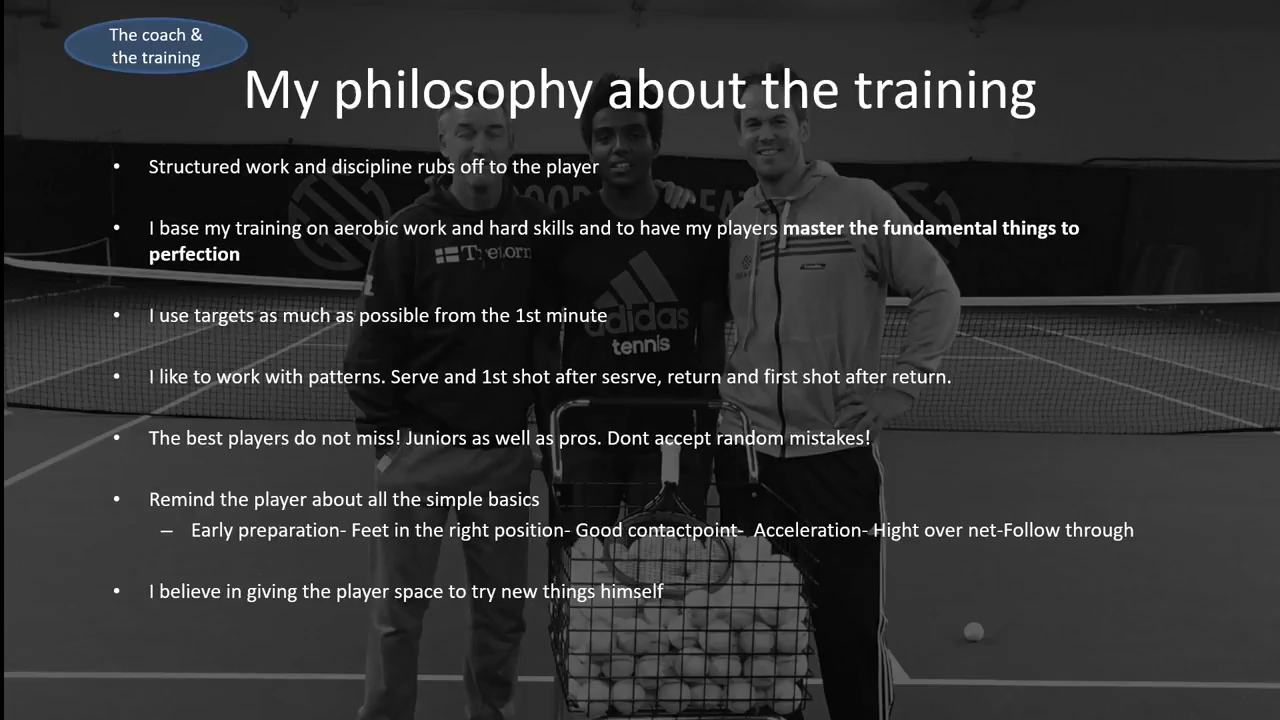 The coach &
the training
My philosophy about the training
• Structured work and discipline rubs off to the player
• I base my training on aerobic work and hard skills and to have my players master the fundamental things to
perfection
• I use targets as much as possible from the 1st minute
• I like to work with patterns. Serve and 1st shot after sesrve, return and first shot after return.
• The best players do not miss! Juniors as well as pros. Dont accept random mistakes!
• Remind the player about all the simple basics
– Early preparation- Feet in the right position- Good contactpoint-  Acceleration- Hight over net-Follow through
• I believe in giving the player space to try new things himself
Tretorn
adidas
tennis